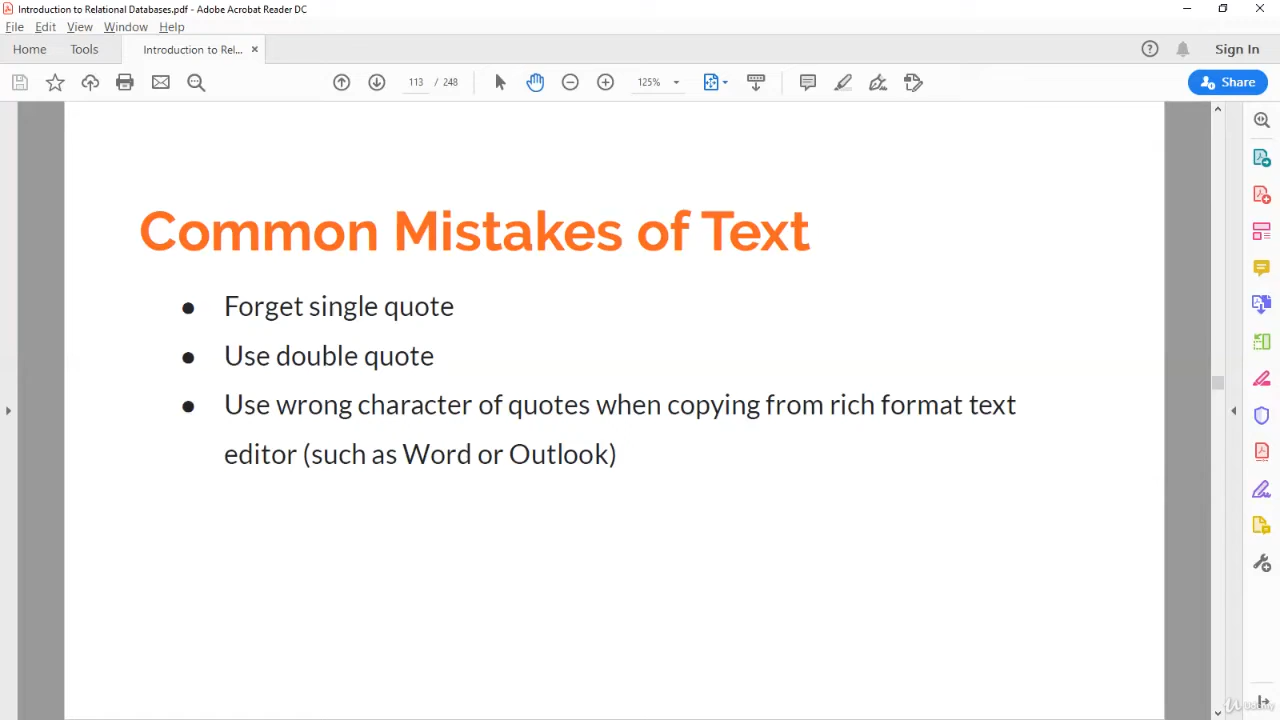 Introduction to Relational Databases.pdf - Adobe Acrobat Reader DC
File Edit View Window Help
Home Tools Introduction to Rel... × Sign In
113 / 248 125% Share
Common Mistakes of Text
● Forget single quote
● Use double quote
● Use wrong character of quotes when copying from rich format text
editor (such as Word or Outlook)
Udemy